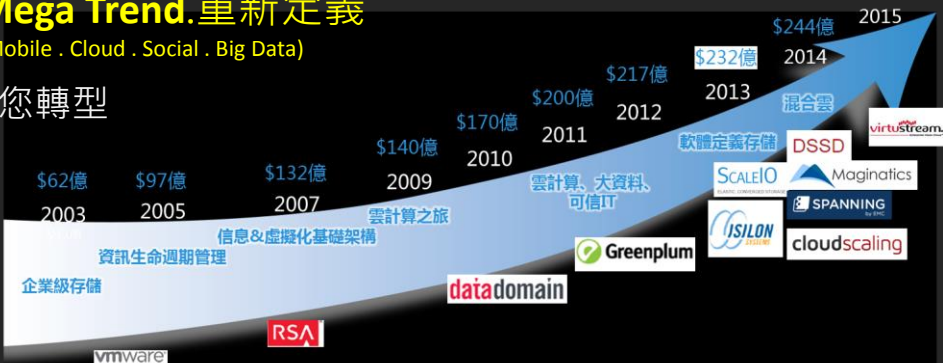 Mega Trend.重新定義
Mobile . Cloud . Social . Big Data)
您轉型
$62億
2003
$97億
2005
$132億
2007
$140億
2009
$170億
2010
$200億
2011
$217億
2012
$232億
2013
$244億
2014
2015
企業級存儲
資訊生命週期管理
信息&虛擬化基礎架構
雲計算之旅
雲計算、大資料、
可信IT
軟體定義存儲
混合雲
vmware
RSA
datadomain
Greenplum
ISILON
SYSTEMS
SCALEIO
DSSD
Maginatics
SPANNING
by EMC
cloudscaling
virtustream